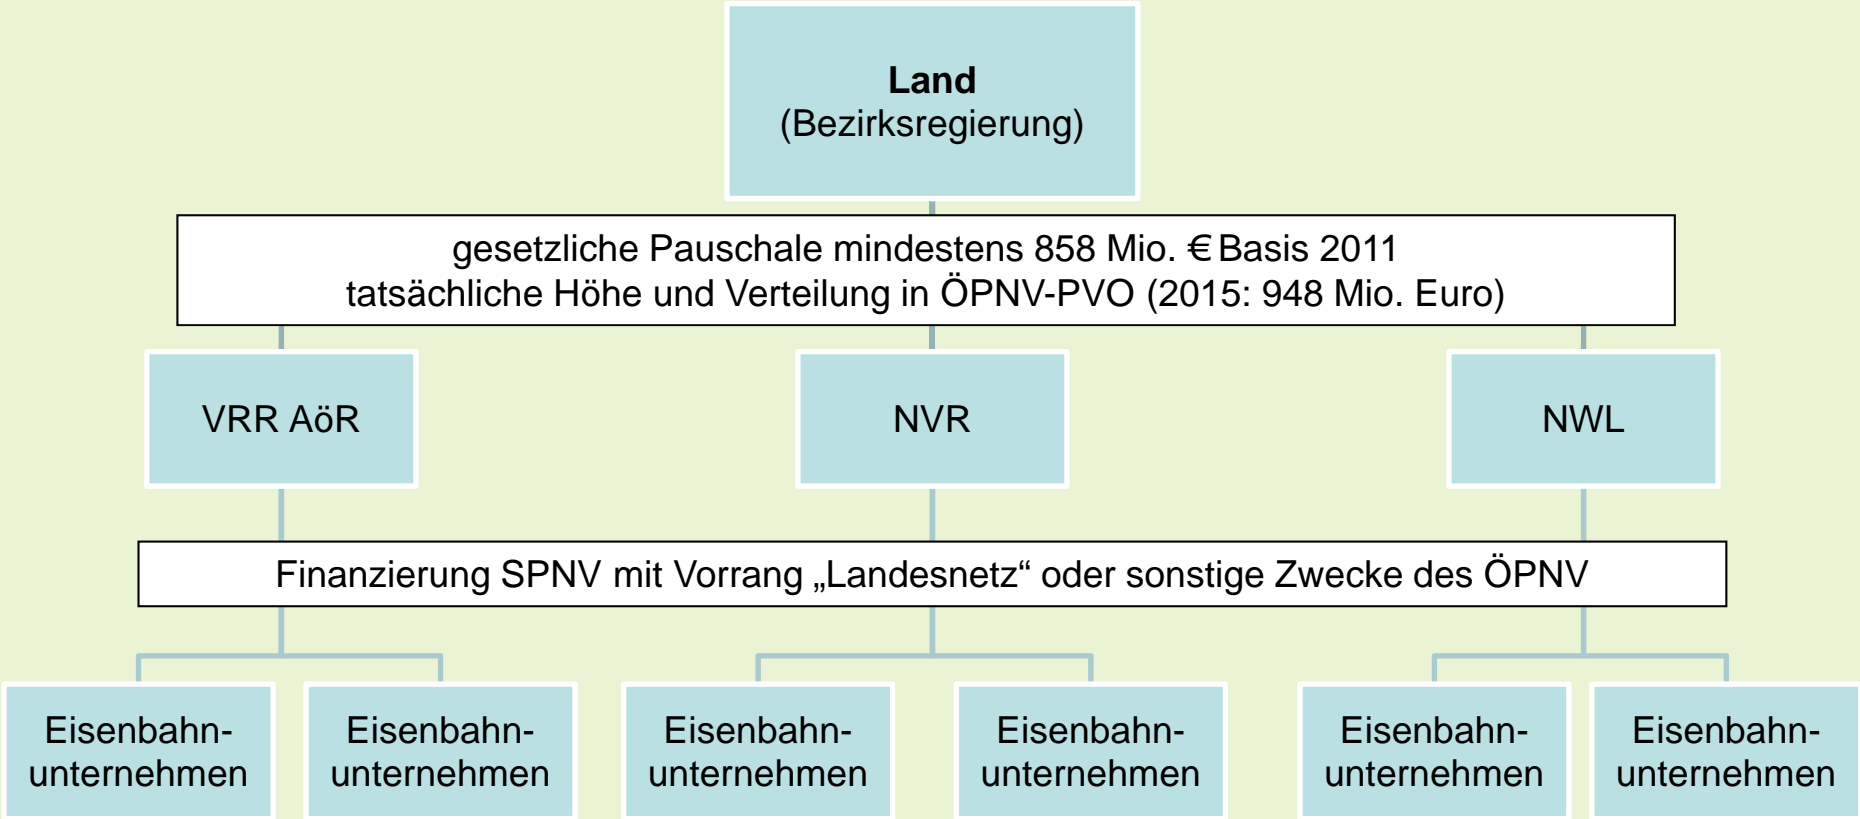 Land
(Bezirksregierung)
gesetzliche Pauschale mindestens 858 Mio. € Basis 2011
tatsächliche Höhe und Verteilung in ÖPNV-PVO (2015: 948 Mio. Euro)
VRR AöR
NVR
NWL
Finanzierung SPNV mit Vorrang „Landesnetz“ oder sonstige Zwecke des ÖPNV
Eisenbahn-
unternehmen
Eisenbahn-
unternehmen
Eisenbahn-
unternehmen
Eisenbahn-
unternehmen
Eisenbahn-
unternehmen
Eisenbahn-
unternehmen